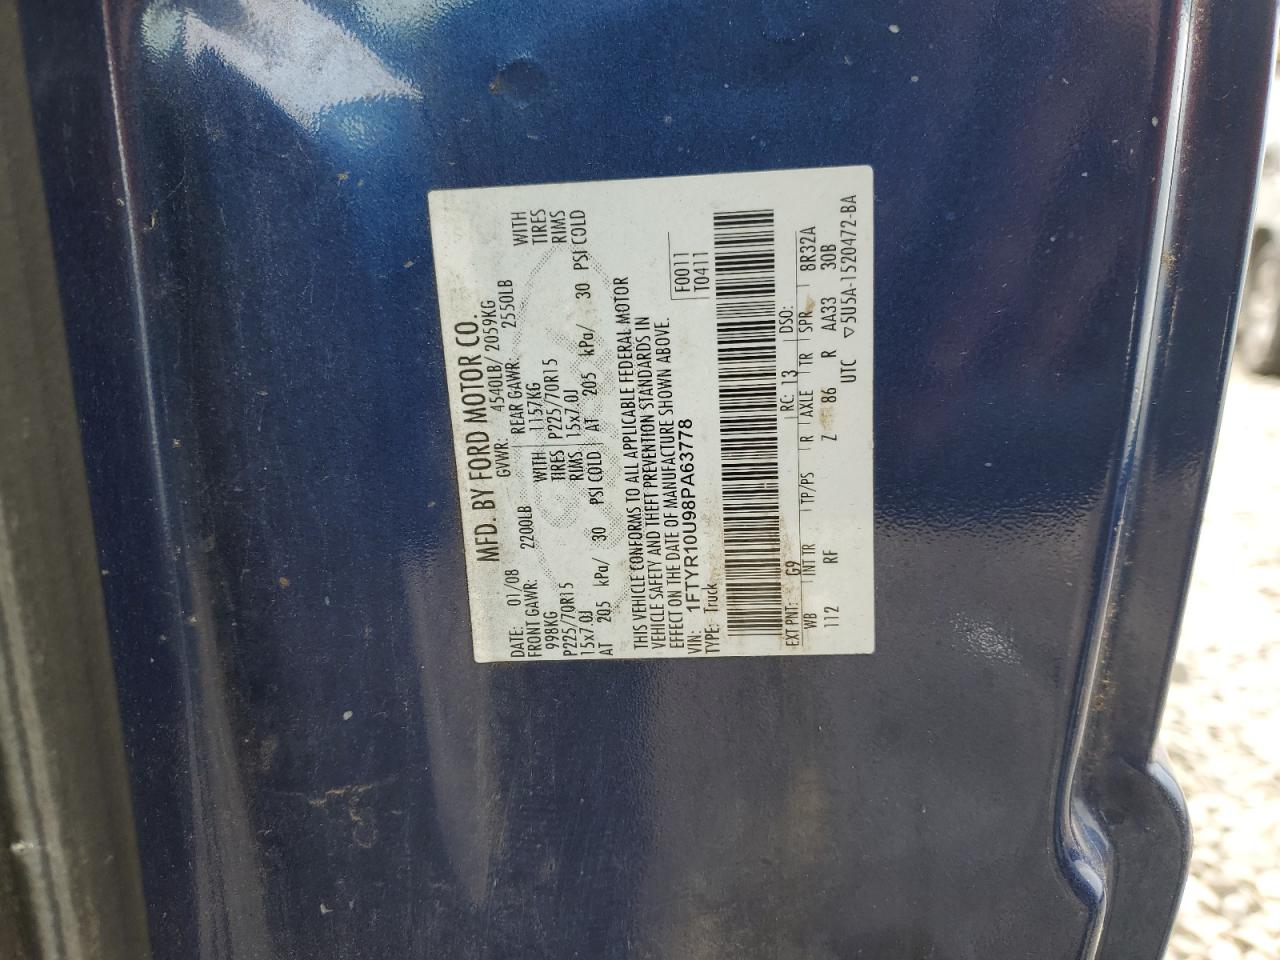 MFD. BY FORD MOTOR CO.
DATE: 01/08 GVWR: 4540LB/ 2059KG
FRONT GAWR: 2200LB REAR GAWR: 2550LB
998KG WITH 1157KG WITH
P225/70R15 TIRES P225/70R15 TIRES
15x7.0J RIMS 15x7.0J RIMS
AT 205 kPa/ 30 PSI COLD AT 205 kPa/ 30 PSI COLD
THIS VEHICLE CONFORMS TO ALL APPLICABLE FEDERAL MOTOR
VEHICLE SAFETY AND THEFT PREVENTION STANDARDS IN
EFFECT ON THE DATE OF MANUFACTURE SHOWN ABOVE.
VIN: 1FTYR10U98PA63778 F0011
TYPE: Truck T0411
EXT PNT: G9 RC: 13 DSO:
WB INTR TP/PS R AXLE TR SPR 8R32A
112 RF Z 86 R AA33 30B
UTC ▽5U5A-1520472-BA